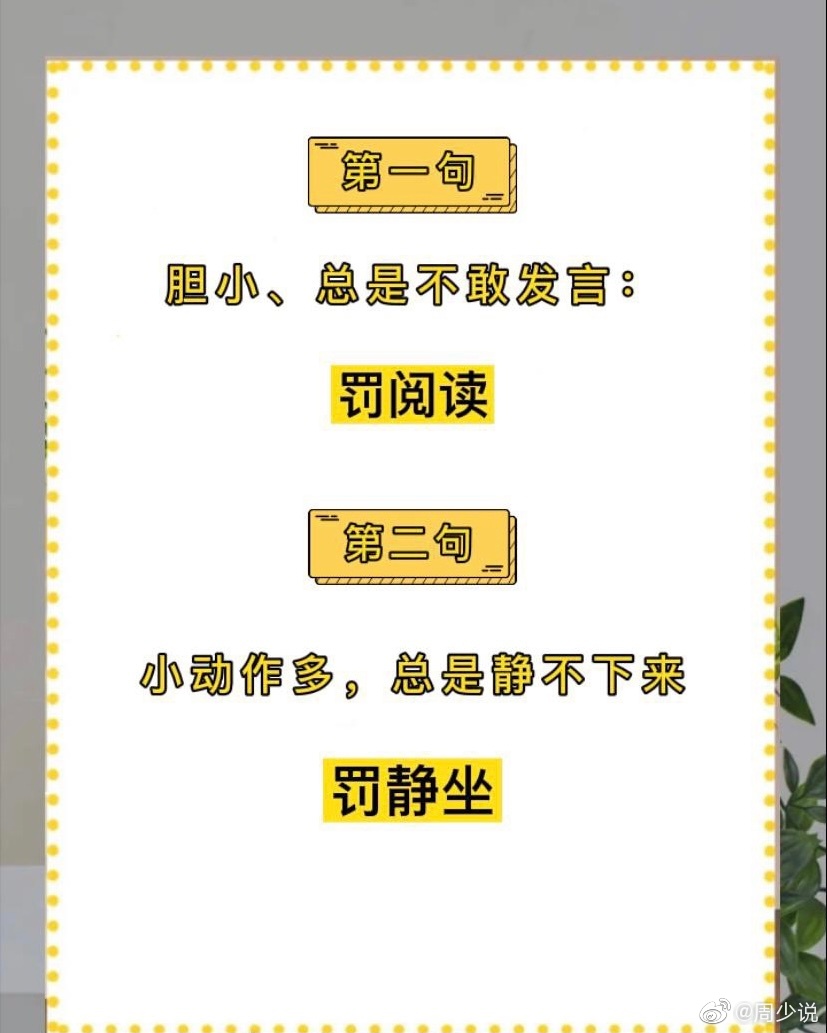 第一句
胆小、总是不敢发言：
罚阅读
第二句
小动作多，总是静不下来
罚静坐
@周少说